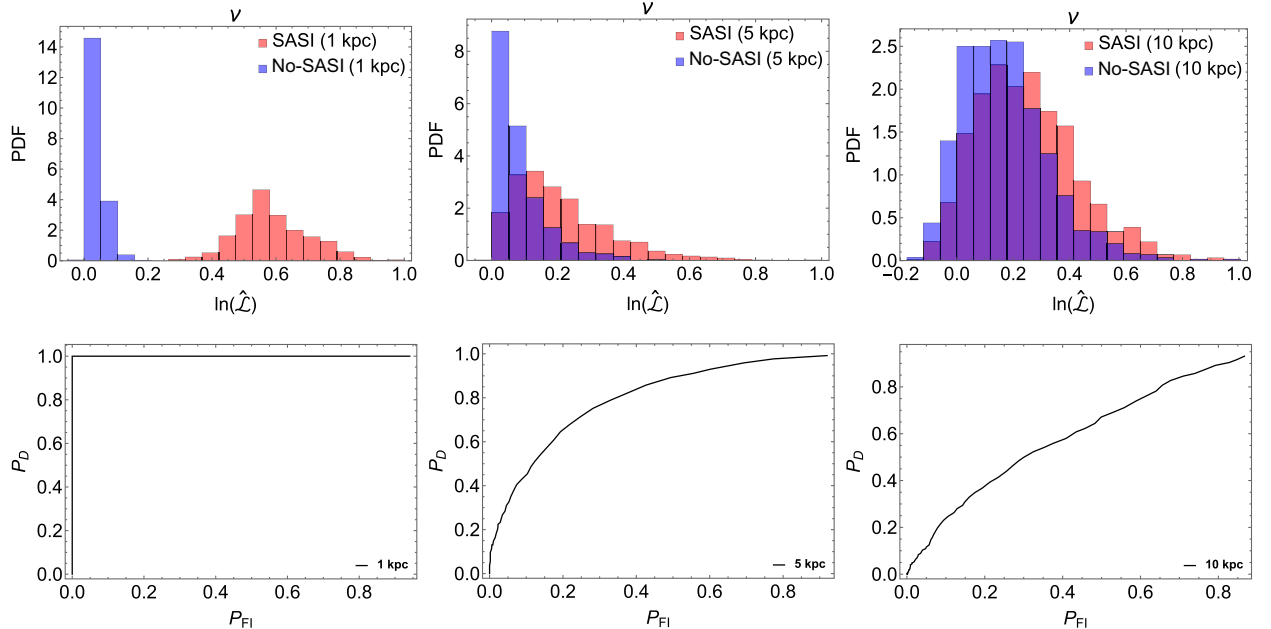 ν
SASI (1 kpc)
No-SASI (1 kpc)
PDF
14
12
10
8
6
4
2
0
0.0 0.2 0.4 0.6 0.8 1.0
ln(ℒ̂)
ν
SASI (5 kpc)
No-SASI (5 kpc)
PDF
8
6
4
2
0
0.0 0.2 0.4 0.6 0.8 1.0
ln(ℒ̂)
ν
SASI (10 kpc)
No-SASI (10 kpc)
PDF
2.5
2.0
1.5
1.0
0.5
0.0
−0.2 0.0 0.2 0.4 0.6 0.8 1.0
ln(ℒ̂)
P_D
1.0
0.8
0.6
0.4
0.2
0.0
1 kpc
0.0 0.2 0.4 0.6 0.8
P_FI
P_D
1.0
0.8
0.6
0.4
0.2
0.0
5 kpc
0.0 0.2 0.4 0.6 0.8
P_FI
P_D
0.8
0.6
0.4
0.2
0.0
10 kpc
0.0 0.2 0.4 0.6 0.8
P_FI